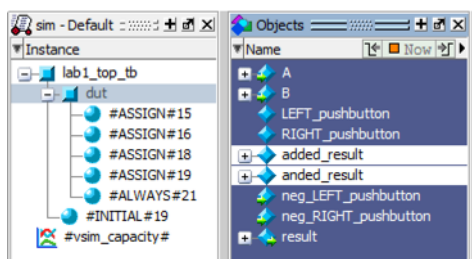 sim - Default
Instance
lab1_top_tb
dut
#ASSIGN#15
#ASSIGN#16
#ASSIGN#18
#ASSIGN#19
#ALWAYS#21
#INITIAL#19
#vsim_capacity#
Objects
Name
Now
A
B
LEFT_pushbutton
RIGHT_pushbutton
added_result
anded_result
neg_LEFT_pushbutton
neg_RIGHT_pushbutton
result